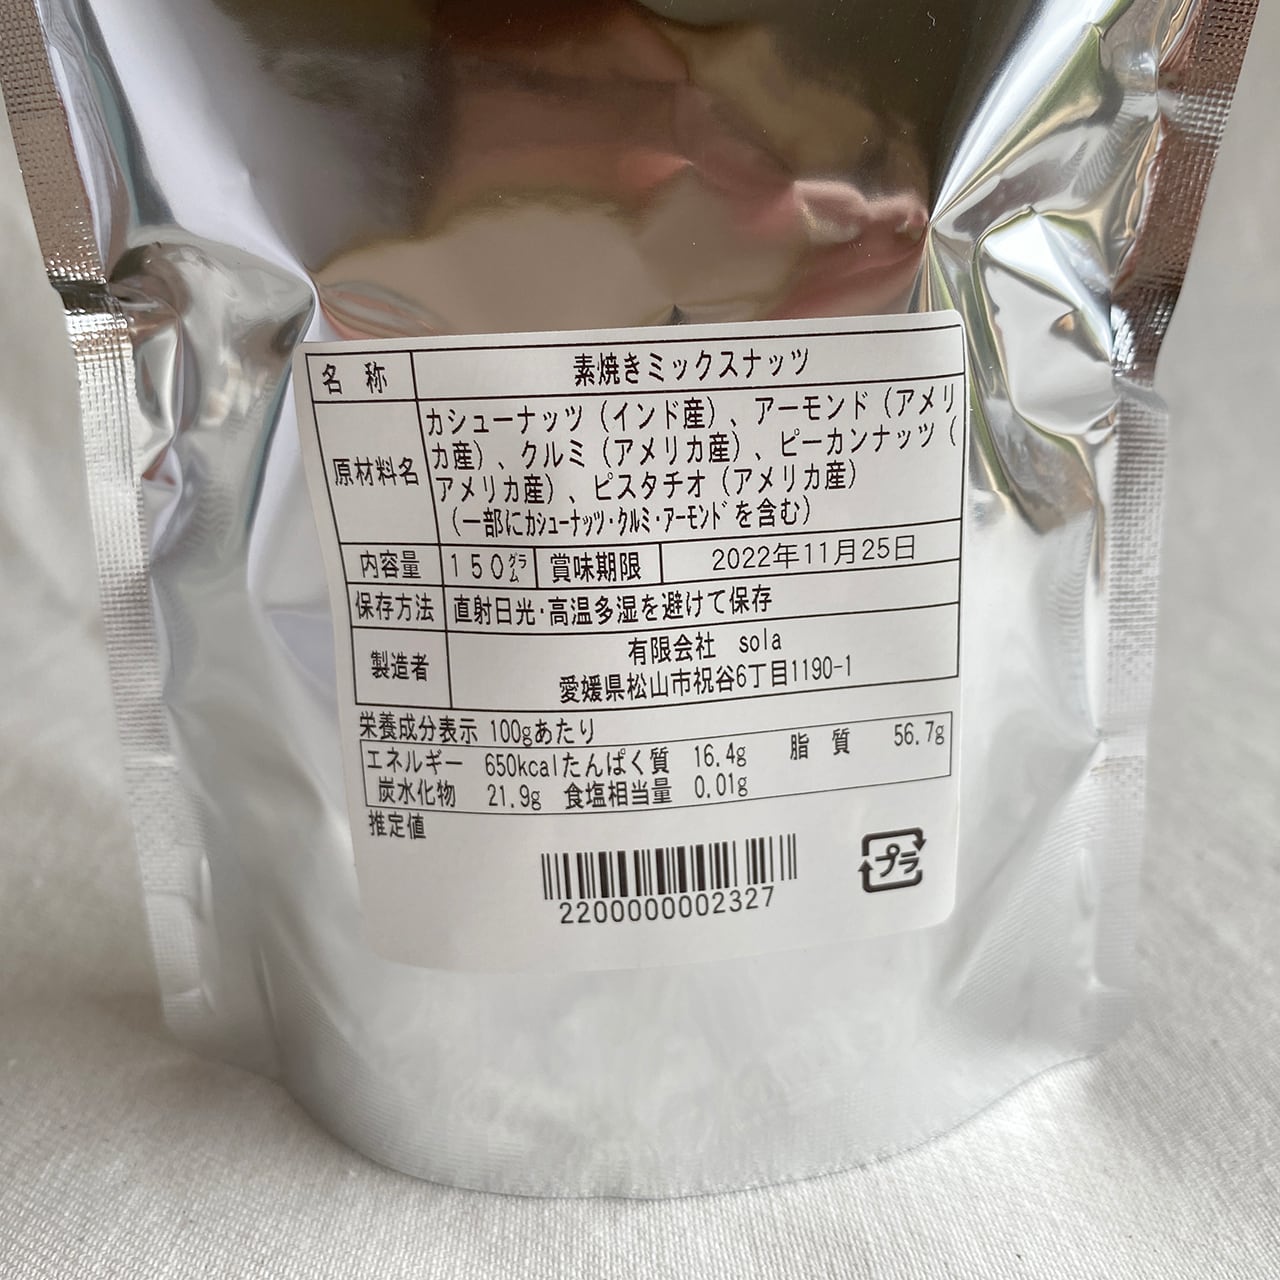 名称 素焼きミックスナッツ
原材料名 カシューナッツ（インド産）、アーモンド（アメリ
カ産）、クルミ（アメリカ産）、ピーカンナッツ（
アメリカ産）、ピスタチオ（アメリカ産）
（一部にｶｼｭｰﾅｯﾂ・ｸﾙﾐ・ｱｰﾓﾝﾄﾞを含む）
内容量 １５０㌘ 賞味期限 2022年11月25日
保存方法 直射日光・高温多湿を避けて保存
製造者 有限会社 sola
愛媛県松山市祝谷6丁目1190-1
栄養成分表示 100gあたり
エネルギー 650kcal たんぱく質 16.4g 脂質 56.7g
炭水化物 21.9g 食塩相当量 0.01g
推定値
2200000002327
プラ